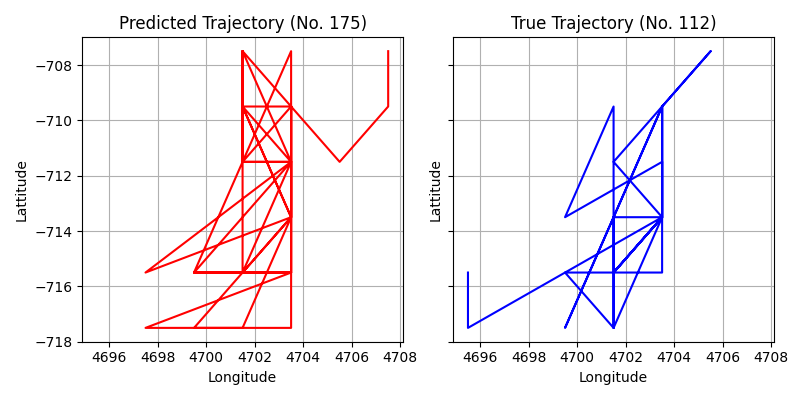 Predicted Trajectory (No. 175)
True Trajectory (No. 112)
−708
−710
−712
−714
−716
−718
Lattitude
Lattitude
4696 4698 4700 4702 4704 4706 4708
4696 4698 4700 4702 4704 4706 4708
Longitude
Longitude